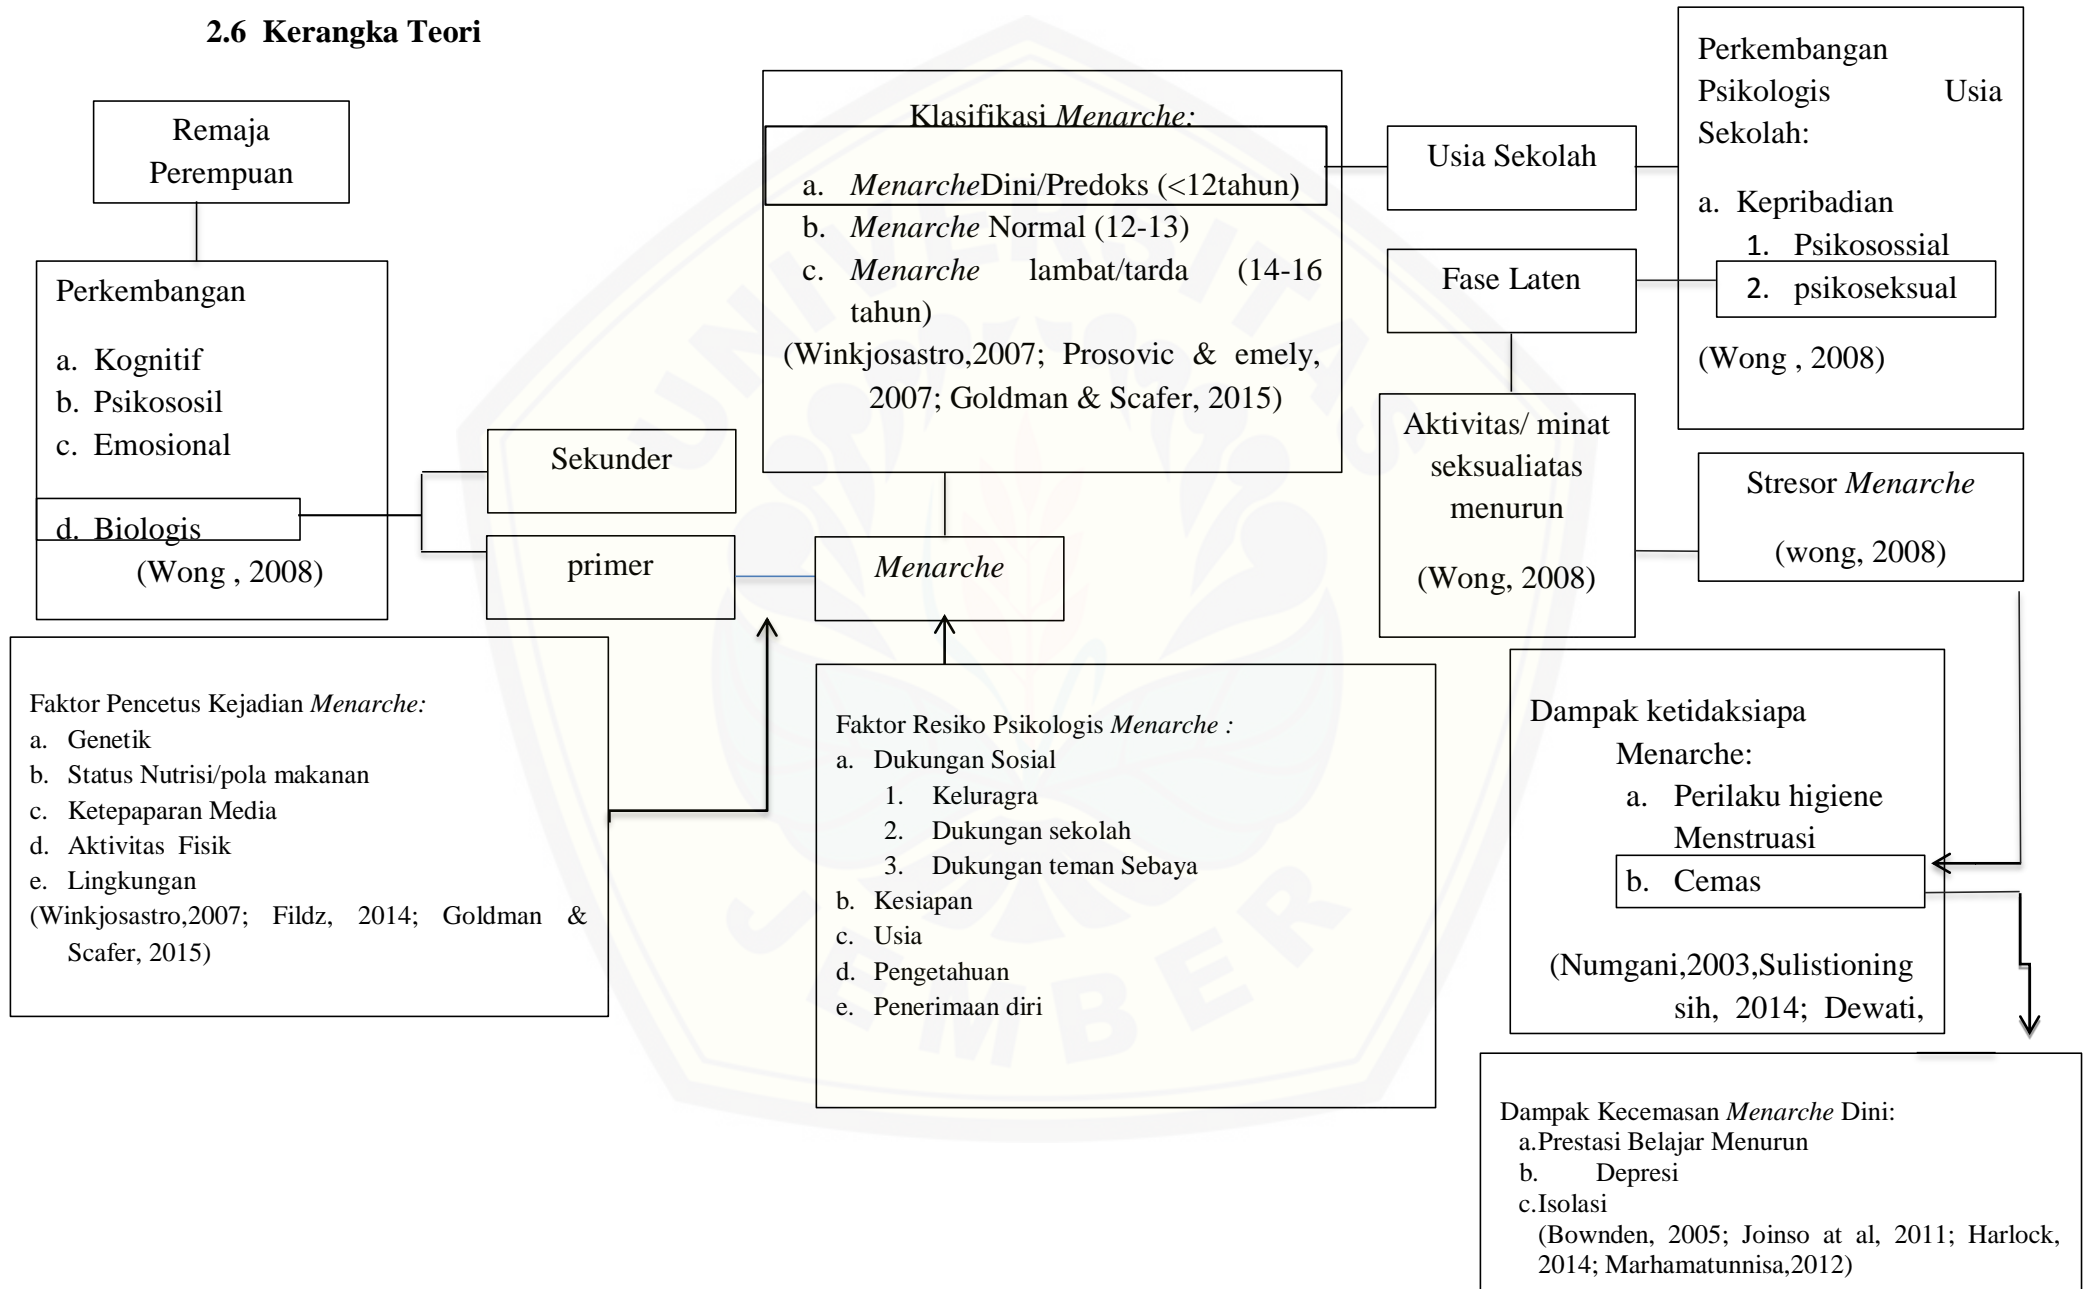 2.6 Kerangka Teori
Remaja
Perempuan
Perkembangan
a. Kognitif
b. Psikososil
c. Emosional
d. Biologis
(Wong , 2008)
Sekunder
primer
Menarche
Klasifikasi Menarche:
a. MenarcheDini/Predoks (<12tahun)
b. Menarche Normal (12-13)
c. Menarche lambat/tarda (14-16
tahun)
(Winkjosastro,2007; Prosovic & emely,
2007; Goldman & Scafer, 2015)
Usia Sekolah
Perkembangan
Psikologis Usia
Sekolah:
a. Kepribadian
1. Psikosossial
2. psikoseksual
(Wong , 2008)
Fase Laten
Aktivitas/ minat
seksualiatas
menurun
(Wong, 2008)
Stresor Menarche
(wong, 2008)
Faktor Pencetus Kejadian Menarche:
a. Genetik
b. Status Nutrisi/pola makanan
c. Ketepaparan Media
d. Aktivitas Fisik
e. Lingkungan
(Winkjosastro,2007; Fildz, 2014; Goldman &
Scafer, 2015)
Faktor Resiko Psikologis Menarche :
a. Dukungan Sosial
1. Keluragra
2. Dukungan sekolah
3. Dukungan teman Sebaya
b. Kesiapan
c. Usia
d. Pengetahuan
e. Penerimaan diri
Dampak ketidaksiapa
Menarche:
a. Perilaku higiene
Menstruasi
b. Cemas
(Numgani,2003,Sulistioning
sih, 2014; Dewati,
Dampak Kecemasan Menarche Dini:
a.Prestasi Belajar Menurun
b. Depresi
c.Isolasi
(Bownden, 2005; Joinso at al, 2011; Harlock,
2014; Marhamatunnisa,2012)
UNIVERSITAS
JEMBER